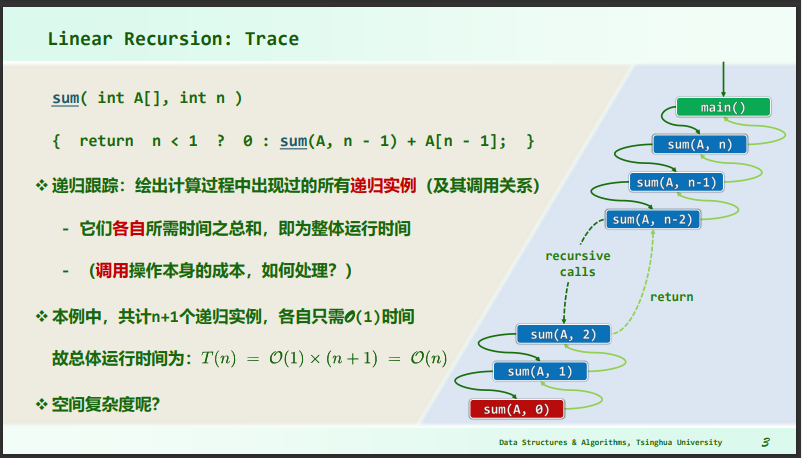 Linear Recursion: Trace
sum( int A[], int n )
{ return n < 1 ? 0 : sum(A, n - 1) + A[n - 1]; }
❖ 递归跟踪：绘出计算过程中出现过的所有递归实例（及其调用关系）
- 它们各自所需时间之总和，即为整体运行时间
- （调用操作本身的成本，如何处理？）
❖ 本例中，共计n+1个递归实例，各自只需O(1)时间
故总体运行时间为：T(n) = O(1) × (n + 1) = O(n)
❖ 空间复杂度呢？
main()
sum(A, n)
sum(A, n-1)
sum(A, n-2)
recursive
calls
return
sum(A, 2)
sum(A, 1)
sum(A, 0)
Data Structures & Algorithms, Tsinghua University
3